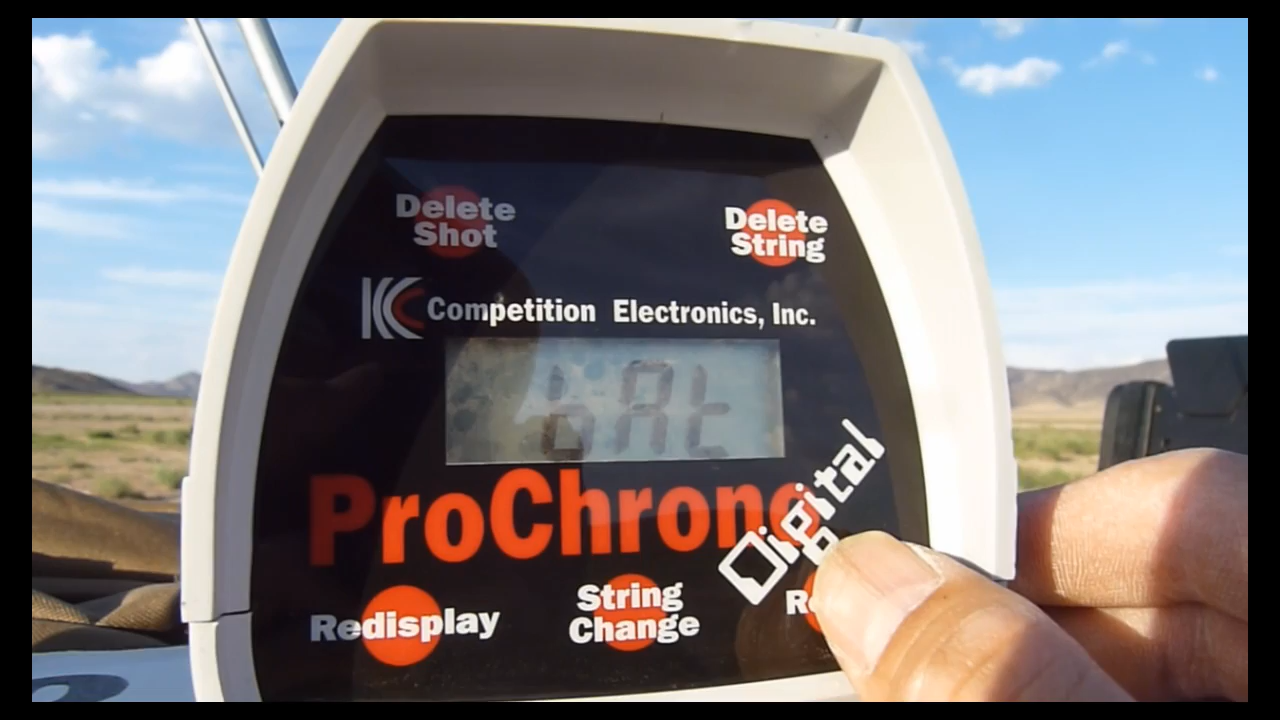 Delete
Shot
Delete
String
Competition Electronics, Inc.
bAt
ProChrono
Digital
Redisplay
String
Change